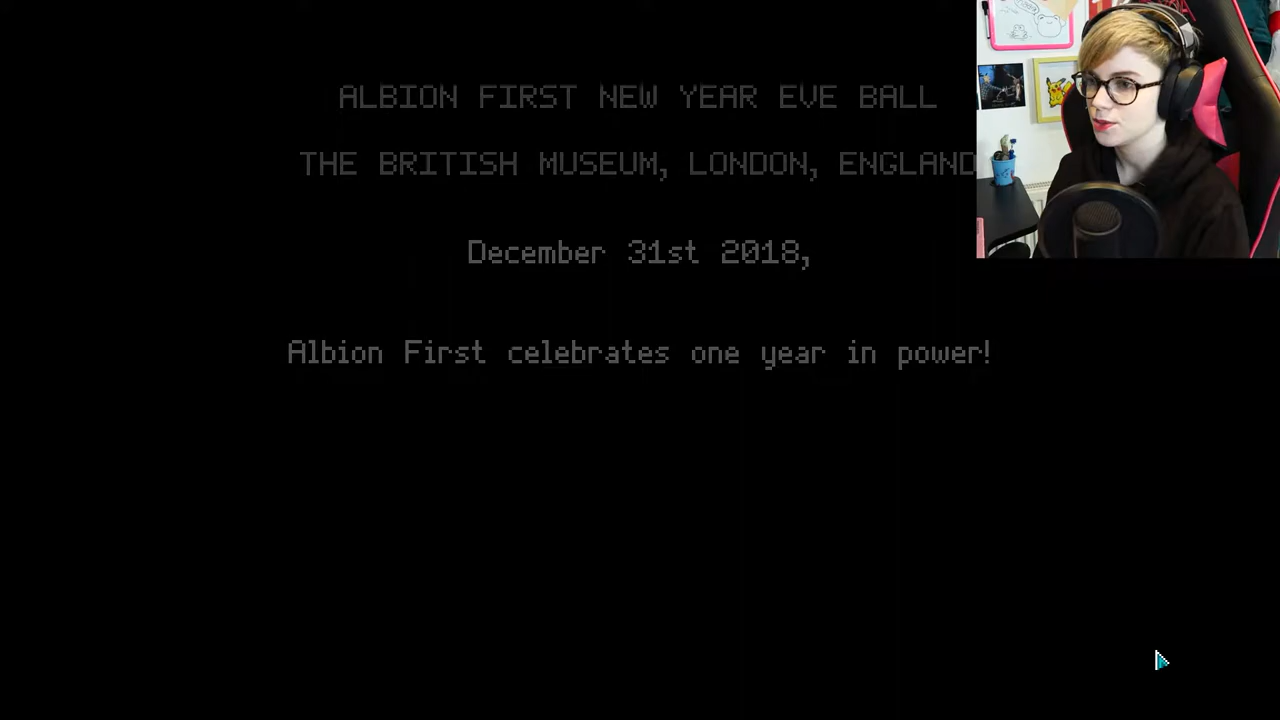 ALBION FIRST NEW YEAR EVE BALL
THE BRITISH MUSEUM, LONDON, ENGLAND
December 31st 2018,
Albion First celebrates one year in power!